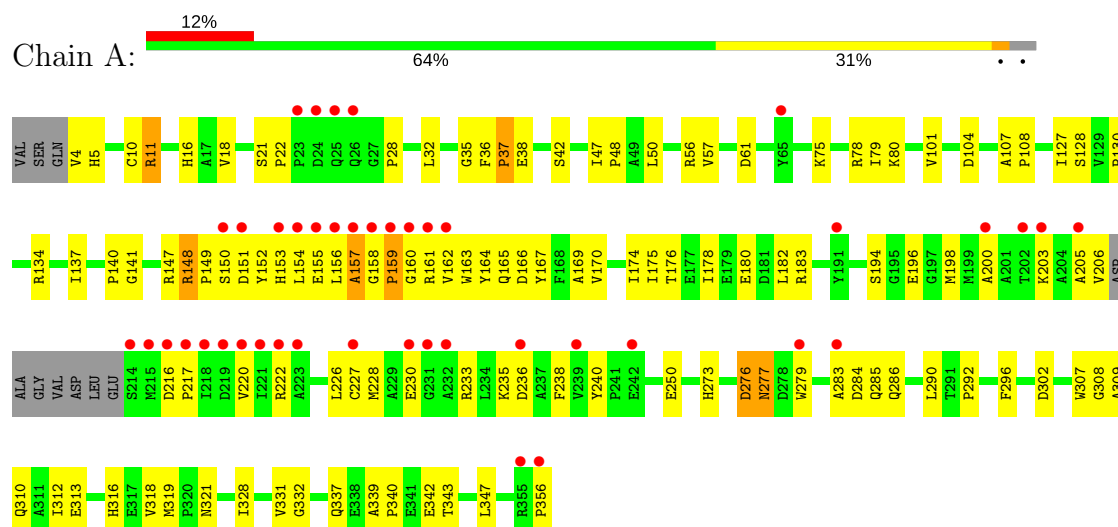 12%
Chain A:
64% 31% • •
VAL SER GLN V4 H5 C10 R11 H16 A17 V18 S21 P22 P23 D24 Q25 Q26 G27 P28 L32 G35 F36 P37 E38 S42 I47 P48 A49 L50 R56 V57 D61 Y65 K75 R78 I79 K80 V101 D104 A107 P108 I127 S128 V129
R134 I137 P140 G141 R147 R148 P149 S150 D151 Y152 H153 L154 E155 L156 A157 G158 P159 G160 R161 V162 W163 Y164 Q165 D166 Y167 F168 A169 V170 I174 I175 T176 E177 I178 E179 E180 D181 L182 R183 Y191 S194 G195 E196 G197 M198 M199 A200 A201 T202 K203 A204 A205 V206 ASP
ALA GLY VAL ASP LEU GLU S214 M215 D216 P217 I218 D219 V220 I221 R222 A223 L226 C227 M228 A229 E230 G231 A232 R233 L234 K235 D236 A237 F238 V239 Y240 P241 E242 E250 H273 D276 N277 D278 W279 A283 D284 Q285 Q286 L290 T291 P292 F296 D302 W307 G308 A309
Q310 A311 I312 E313 H316 E317 V318 M319 P320 N321 I328 V331 G332 Q337 E338 A339 P340 E341 E342 T343 L347 R355 P356